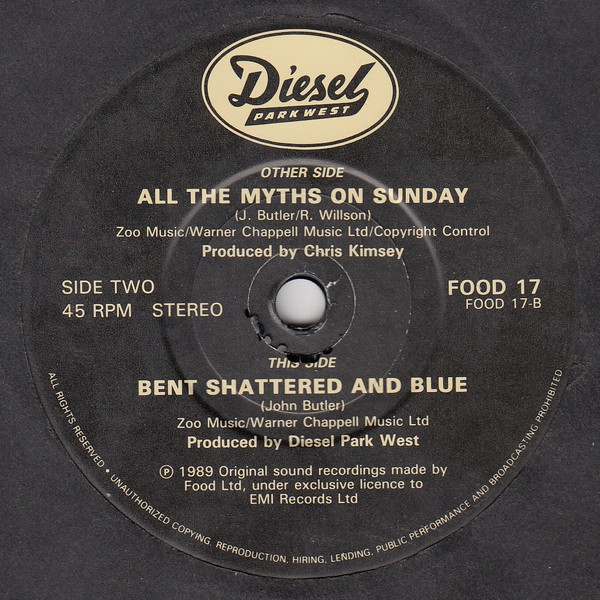 Diesel
PARK WEST
OTHER SIDE
ALL THE MYTHS ON SUNDAY
(J. Butler/R. Willson)
Zoo Music/Warner Chappell Music Ltd/Copyright Control
Produced by Chris Kimsey
SIDE TWO
45 RPM STEREO
FOOD 17
FOOD 17-B
THIS SIDE
BENT SHATTERED AND BLUE
(John Butler)
Zoo Music/Warner Chappell Music Ltd
Produced by Diesel Park West
℗ 1989 Original sound recordings made by
Food Ltd, under exclusive licence to
EMI Records Ltd
ALL RIGHTS RESERVED • UNAUTHORIZED COPYING, REPRODUCTION, HIRING, LENDING, PUBLIC PERFORMANCE AND BROADCASTING PROHIBITED